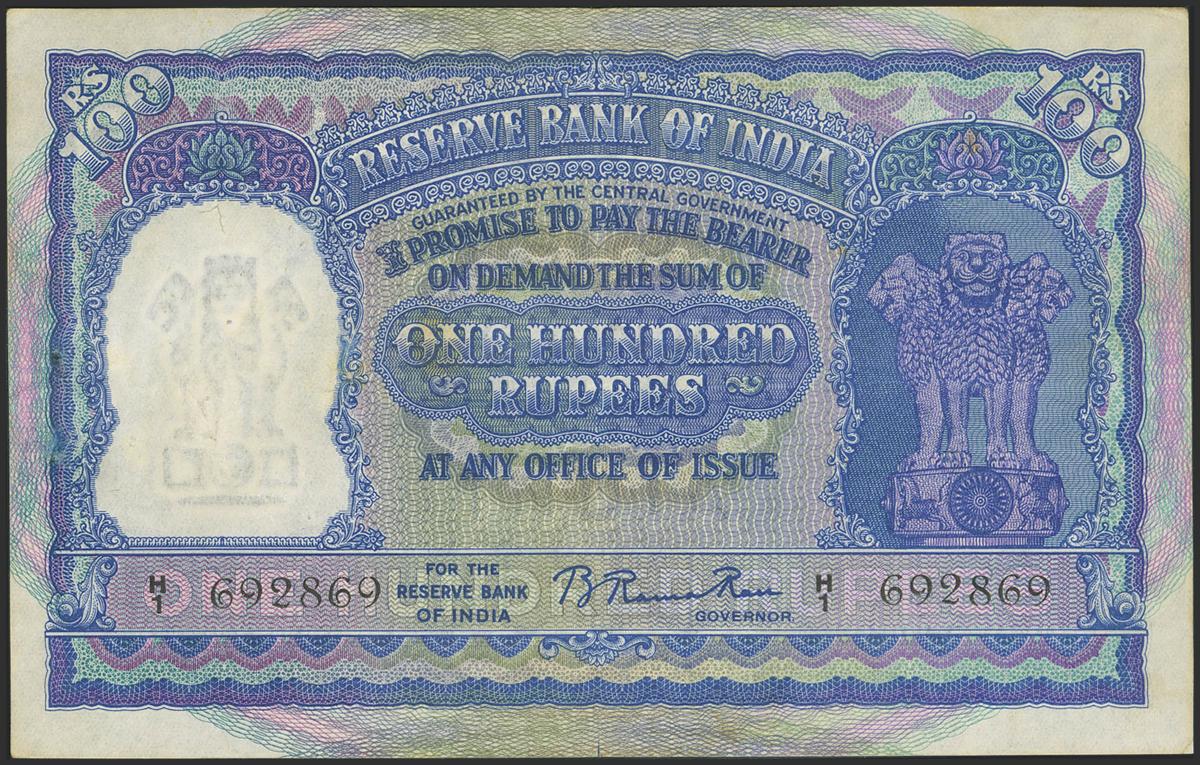 RS 100
RS 100
RESERVE BANK OF INDIA
GUARANTEED BY THE CENTRAL GOVERNMENT
I PROMISE TO PAY THE BEARER
ON DEMAND THE SUM OF
ONE HUNDRED
RUPEES
AT ANY OFFICE OF ISSUE
H/1 692869
FOR THE
RESERVE BANK
OF INDIA
B Rama Rau
GOVERNOR.
H/1 692869